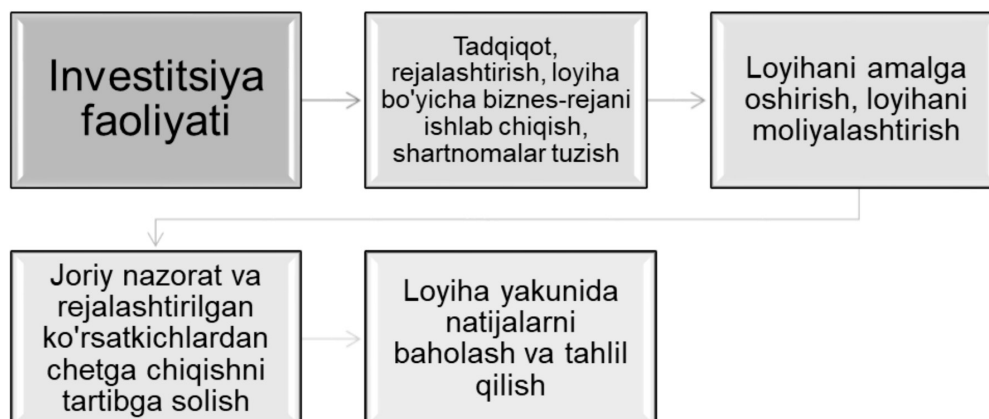 Investitsiya
faoliyati
Tadqiqot,
rejalashtirish, loyiha
bo'yicha biznes-rejani
ishlab chiqish,
shartnomalar tuzish
Loyihani amalga
oshirish, loyihani
moliyalashtirish
Joriy nazorat va
rejalashtirilgan
ko'rsatkichlardan
chetga chiqishni
tartibga solish
Loyiha yakunida
natijalarni
baholash va tahlil
qilish